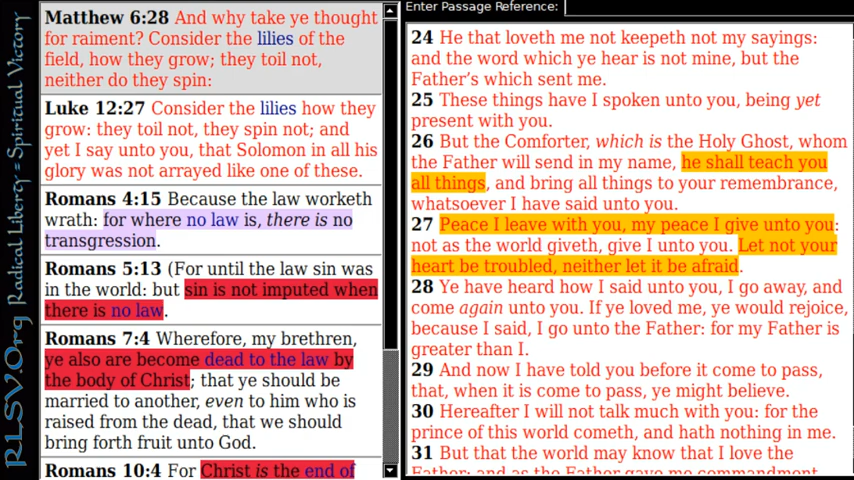 RLSV.Org Radical Liberty = Spiritual Victory
Matthew 6:28 And why take ye thought
for raiment? Consider the lilies of the
field, how they grow; they toil not,
neither do they spin:
Luke 12:27 Consider the lilies how they
grow: they toil not, they spin not; and
yet I say unto you, that Solomon in all his
glory was not arrayed like one of these.
Romans 4:15 Because the law worketh
wrath: for where no law is, there is no
transgression.
Romans 5:13 (For until the law sin was
in the world: but sin is not imputed when
there is no law.
Romans 7:4 Wherefore, my brethren,
ye also are become dead to the law by
the body of Christ; that ye should be
married to another, even to him who is
raised from the dead, that we should
bring forth fruit unto God.
Romans 10:4 For Christ is the end of
Enter Passage Reference:
24 He that loveth me not keepeth not my sayings:
and the word which ye hear is not mine, but the
Father's which sent me.
25 These things have I spoken unto you, being yet
present with you.
26 But the Comforter, which is the Holy Ghost, whom
the Father will send in my name, he shall teach you
all things, and bring all things to your remembrance,
whatsoever I have said unto you.
27 Peace I leave with you, my peace I give unto you:
not as the world giveth, give I unto you. Let not your
heart be troubled, neither let it be afraid.
28 Ye have heard how I said unto you, I go away, and
come again unto you. If ye loved me, ye would rejoice,
because I said, I go unto the Father: for my Father is
greater than I.
29 And now I have told you before it come to pass,
that, when it is come to pass, ye might believe.
30 Hereafter I will not talk much with you: for the
prince of this world cometh, and hath nothing in me.
31 But that the world may know that I love the
Father; and as the Father gave me commandment,